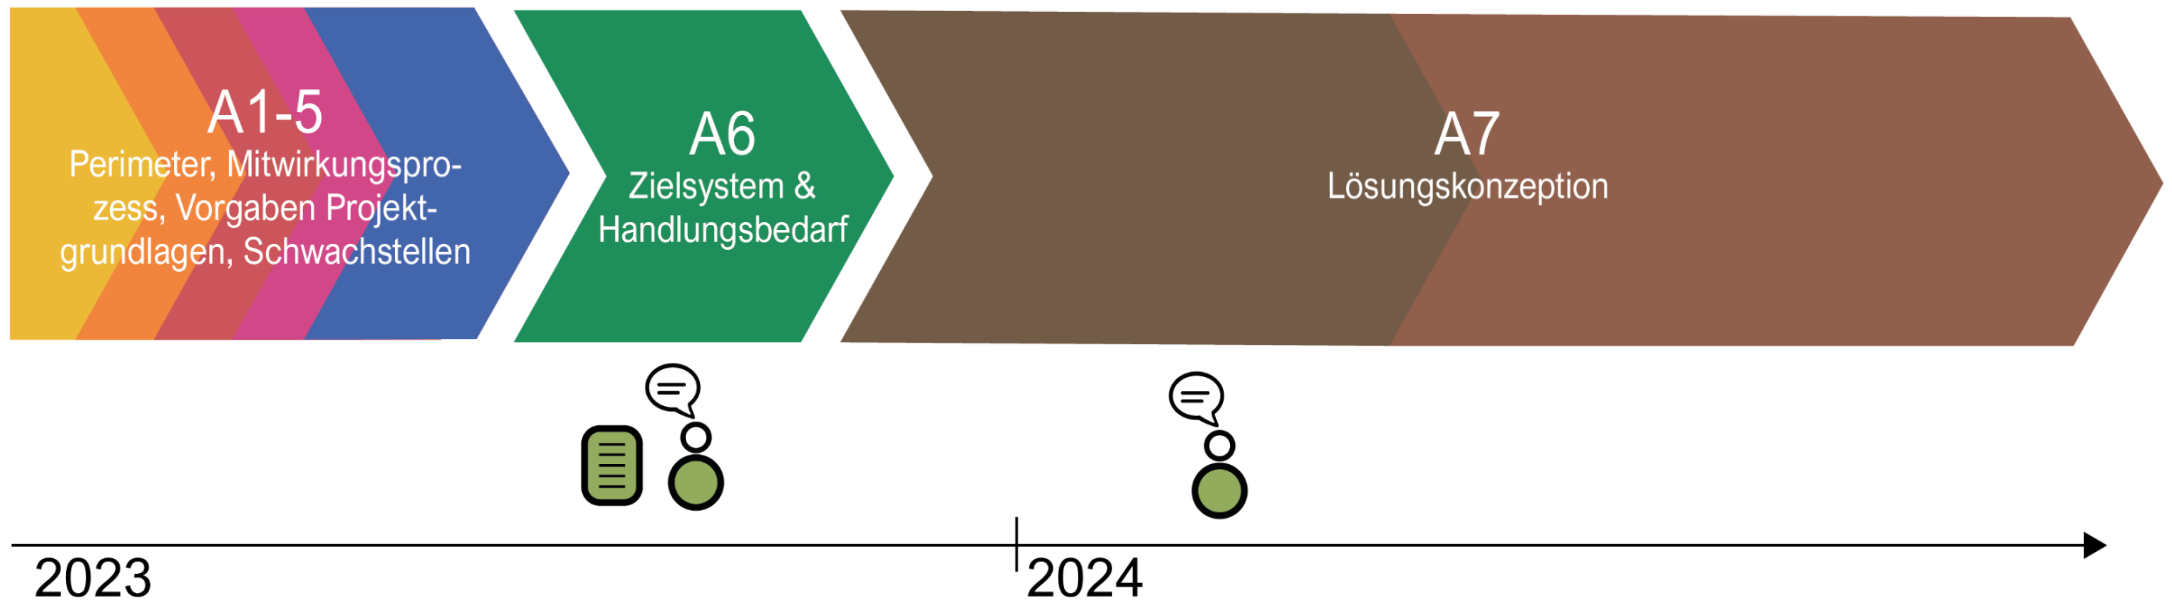 A1-5
Perimeter, Mitwirkungspro-
zess, Vorgaben Projekt-
grundlagen, Schwachstellen
A6
Zielsystem &
Handlungsbedarf
A7
Lösungskonzeption
2023
2024